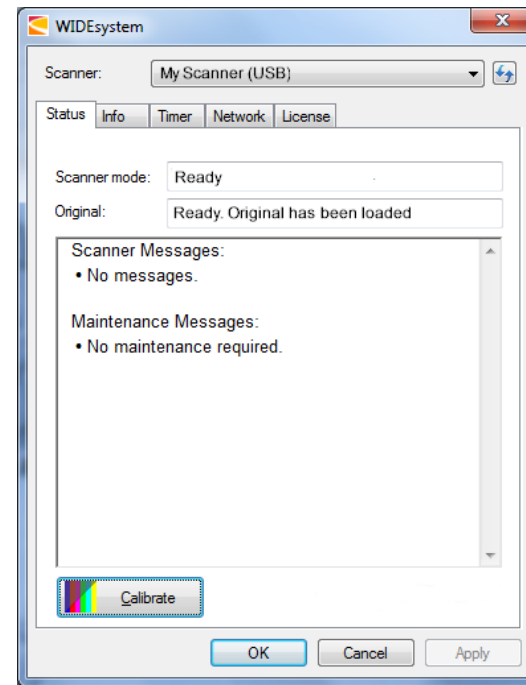 WIDEsystem
Scanner: My Scanner (USB)
Status Info Timer Network License
Scanner mode: Ready
Original: Ready. Original has been loaded
Scanner Messages:
• No messages.
Maintenance Messages:
• No maintenance required.
Calibrate
OK Cancel Apply